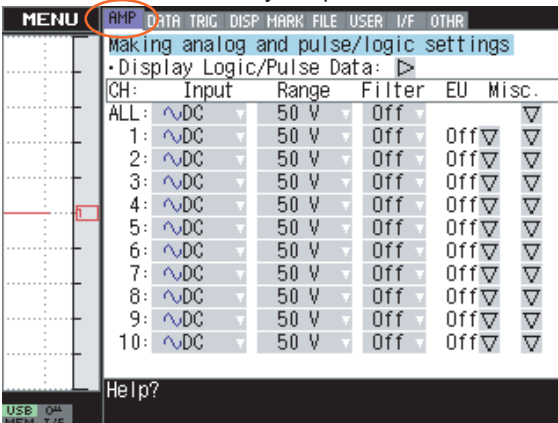 MENU AMP DATA TRIG DISP MARK FILE USER I/F OTHR
Making analog and pulse/logic settings
・Display Logic/Pulse Data:
CH: Input Range Filter EU Misc.
ALL: DC 50 V Off
1: DC 50 V Off Off
2: DC 50 V Off Off
3: DC 50 V Off Off
4: DC 50 V Off Off
5: DC 50 V Off Off
6: DC 50 V Off Off
7: DC 50 V Off Off
8: DC 50 V Off Off
9: DC 50 V Off Off
10: DC 50 V Off Off
1
Help?
USB